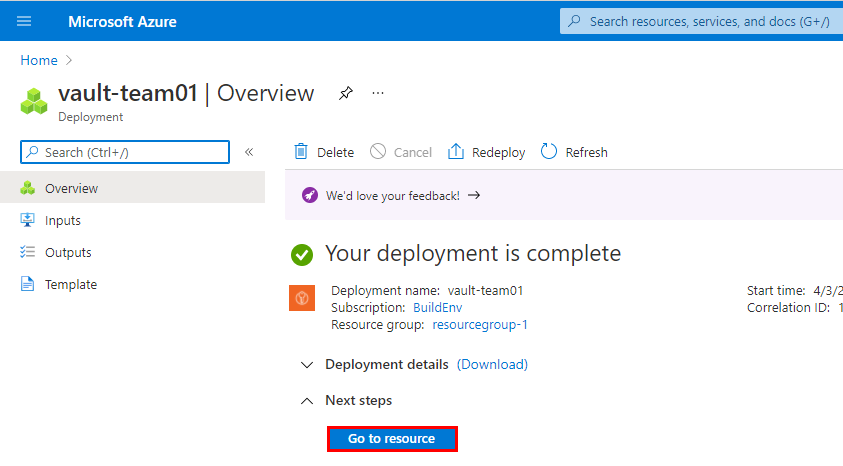 Microsoft Azure
Search resources, services, and docs (G+/)
Home
vault-team01 | Overview
Deployment
Search (Ctrl+/)
Delete
Cancel
Redeploy
Refresh
Overview
Inputs
Outputs
Template
We'd love your feedback!
Your deployment is complete
Deployment name: vault-team01
Subscription: BuildEnv
Resource group: resourcegroup-1
Start time: 4/3/2
Correlation ID: 1
Deployment details (Download)
Next steps
Go to resource